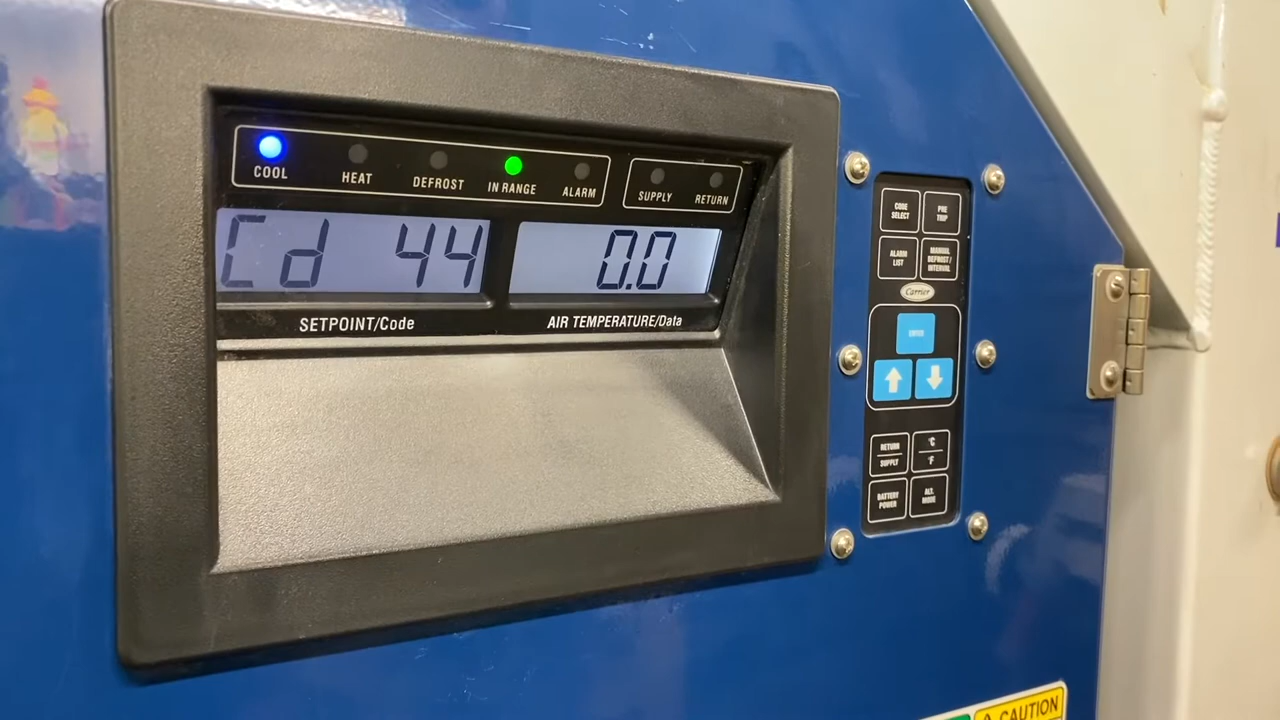 COOL HEAT DEFROST IN RANGE ALARM SUPPLY RETURN
Cd 44 0.0
SETPOINT/Code AIR TEMPERATURE/Data
CODE
SELECT
PRE
TRIP
ALARM
LIST
MANUAL
DEFROST/
INTERVAL
Carrier
ENTER
RETURN
SUPPLY
°C
°F
BATTERY
POWER
ALT.
MODE
⚠ CAUTION